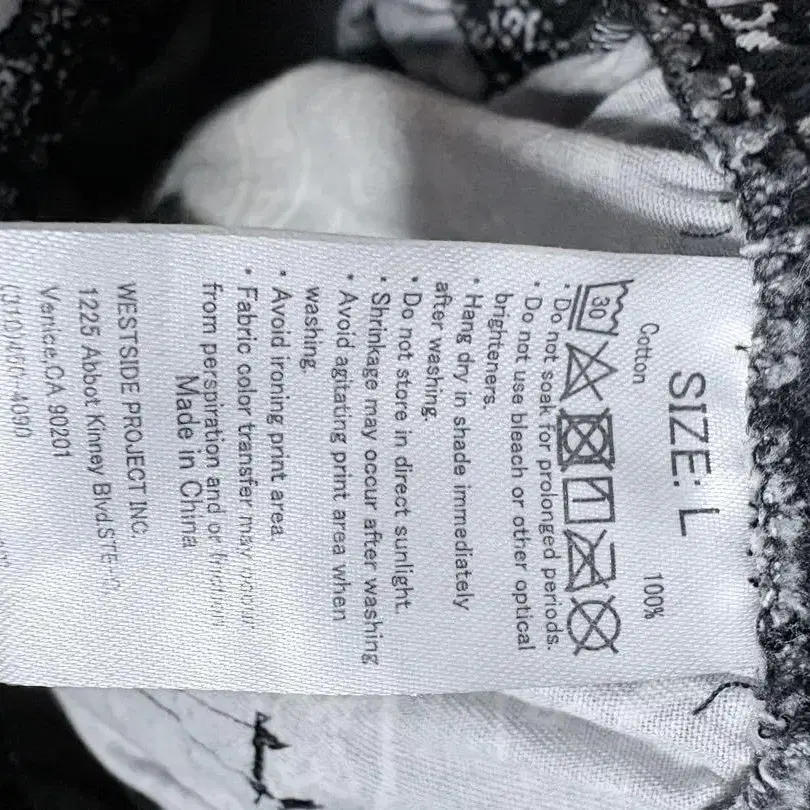 SIZE: L
Cotton 100%
30
• Do not soak for prolonged periods.
• Do not use bleach or other optical
brighteners.
• Hang dry in shade immediately
after washing.
• Do not store in direct sunlight.
• Shrinkage may occur after washing
• Avoid agitating print area when
washing.
• Avoid ironing print area
• Fabric color transfer may
from perspiration and or friction
Made in China
WESTSIDE PROJECT INC.
1225 Abbot Kinney Blvd.STE-
Venice,CA 90201
-4090